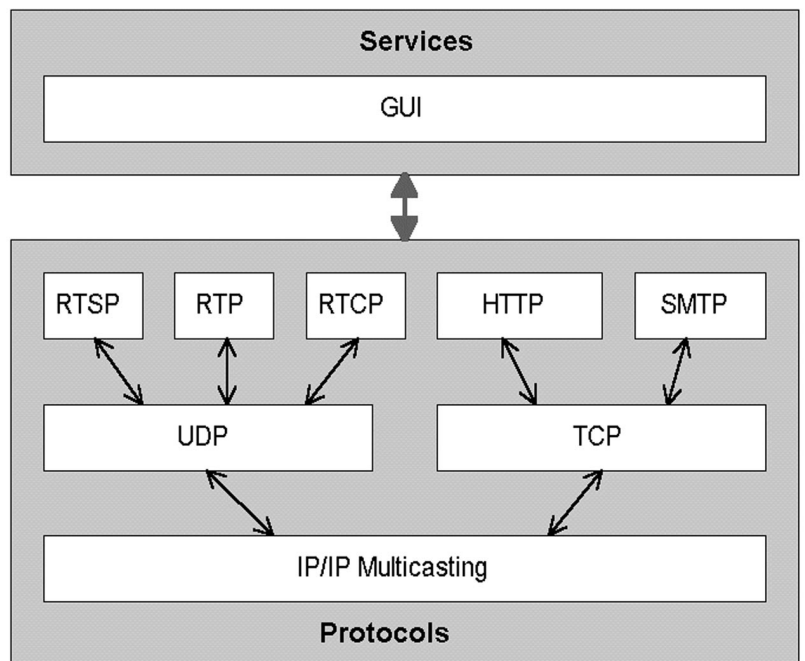 Services
GUI
RTSP
RTP
RTCP
HTTP
SMTP
UDP
TCP
IP/IP Multicasting
Protocols